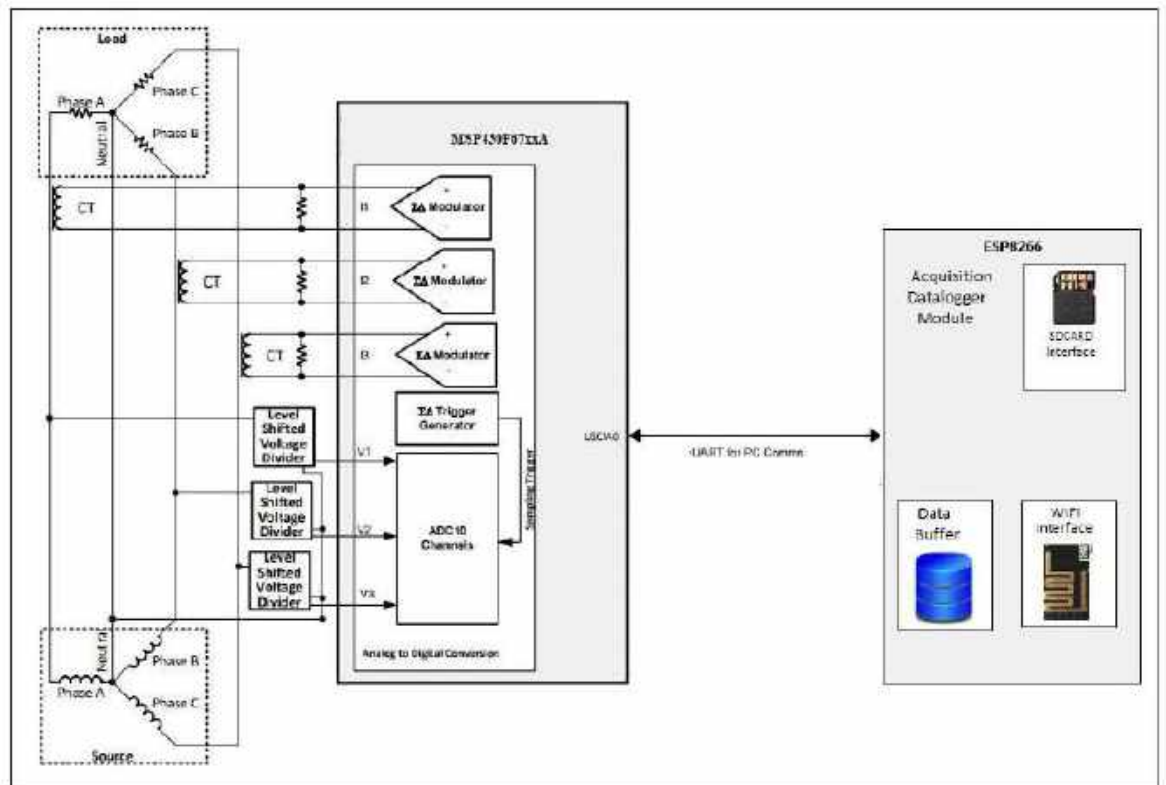 Load
Phase A
Phase C
Phase B
Neutral
CT
CT
CT
MSP430F67xxA
I1
ΣΔ Modulator
I2
ΣΔ Modulator
I3
ΣΔ Modulator
ΣΔ Trigger
Generator
Sampling Trigger
Level
Shifted
Voltage
Divider
V1
Level
Shifted
Voltage
Divider
V2
Level
Shifted
Voltage
Divider
V3
ADC10
Channels
Analog to Digital Conversion
UART for PC Comms
ESP8266
Acquisition
Datalogger
Module
SDCARD
Interface
Data
Buffer
WIFI
Interface
Neutra
Phase B
Phase A
Phase C
Source